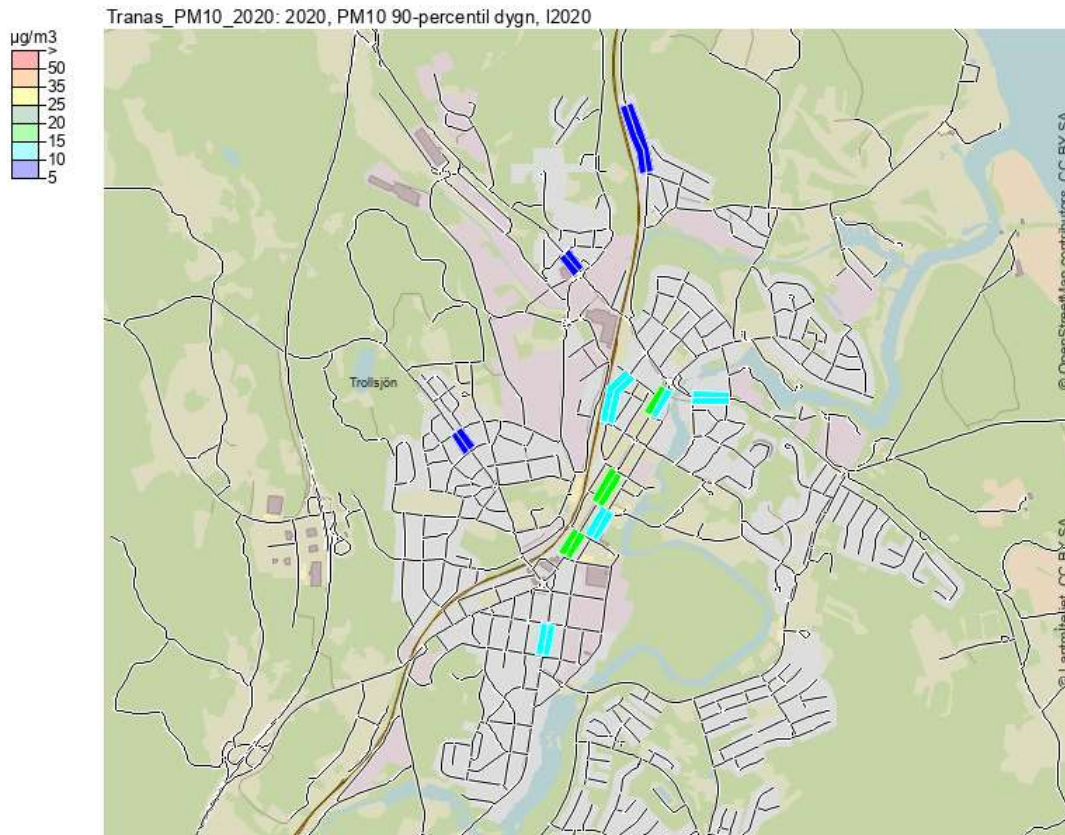 Tranas_PM10_2020: 2020, PM10 90-percentil dygn, I2020
µg/m3
>
50
35
25
20
15
10
5
Trollsjön
© OpenStreetMap contributors, CC BY-SA
© Lantmäteriet, CC BY-SA